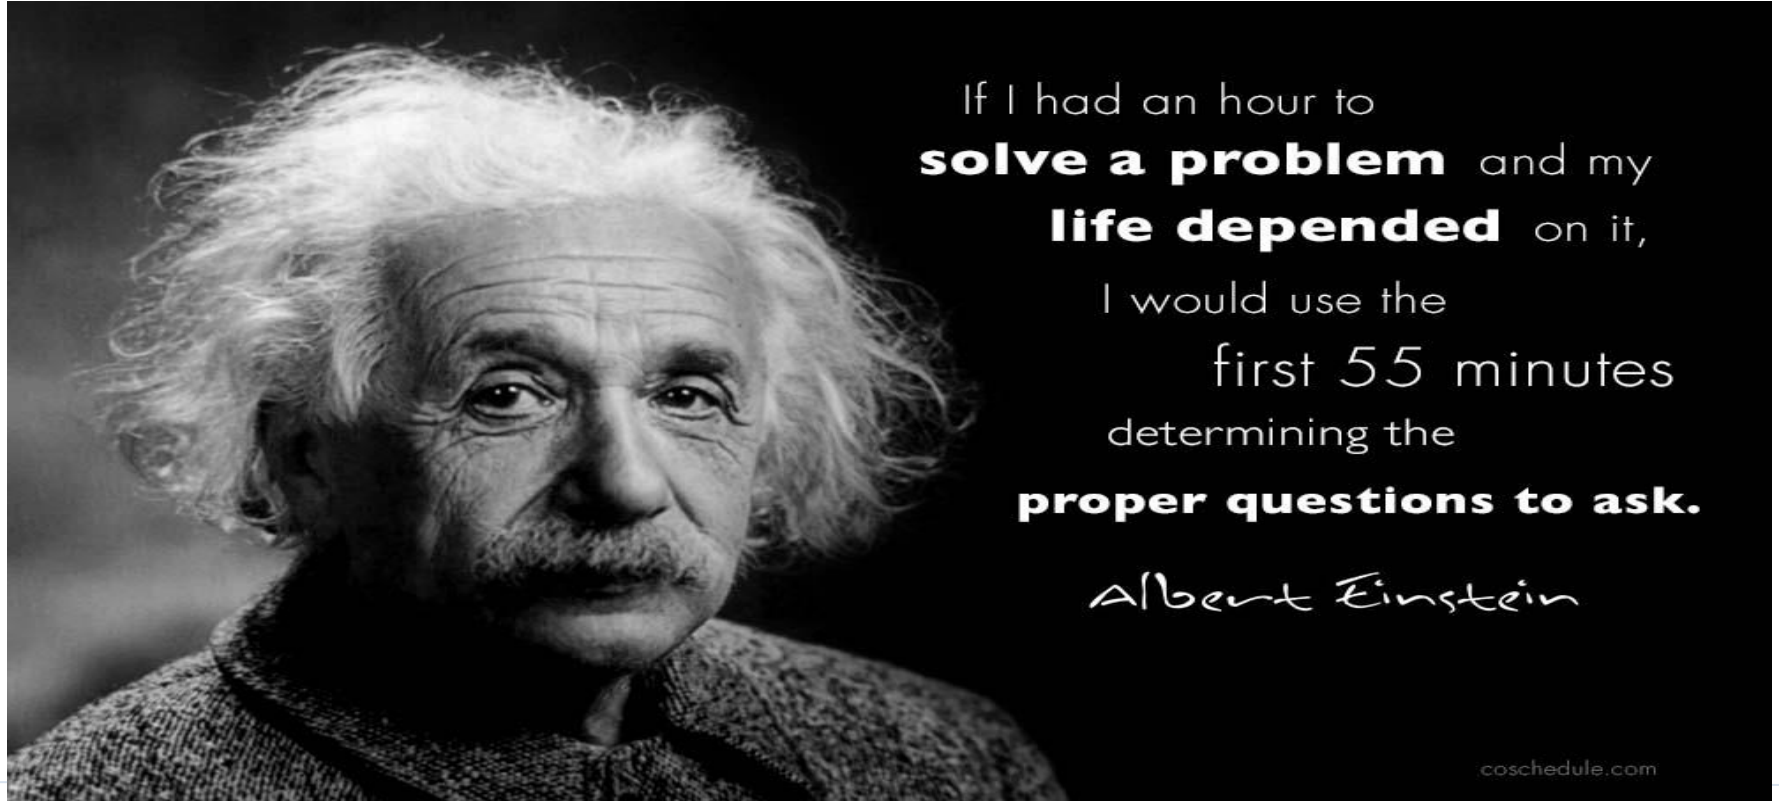 If I had an hour to
solve a problem and my
life depended on it,
I would use the
first 55 minutes
determining the
proper questions to ask.
Albert Einstein
coschedule.com